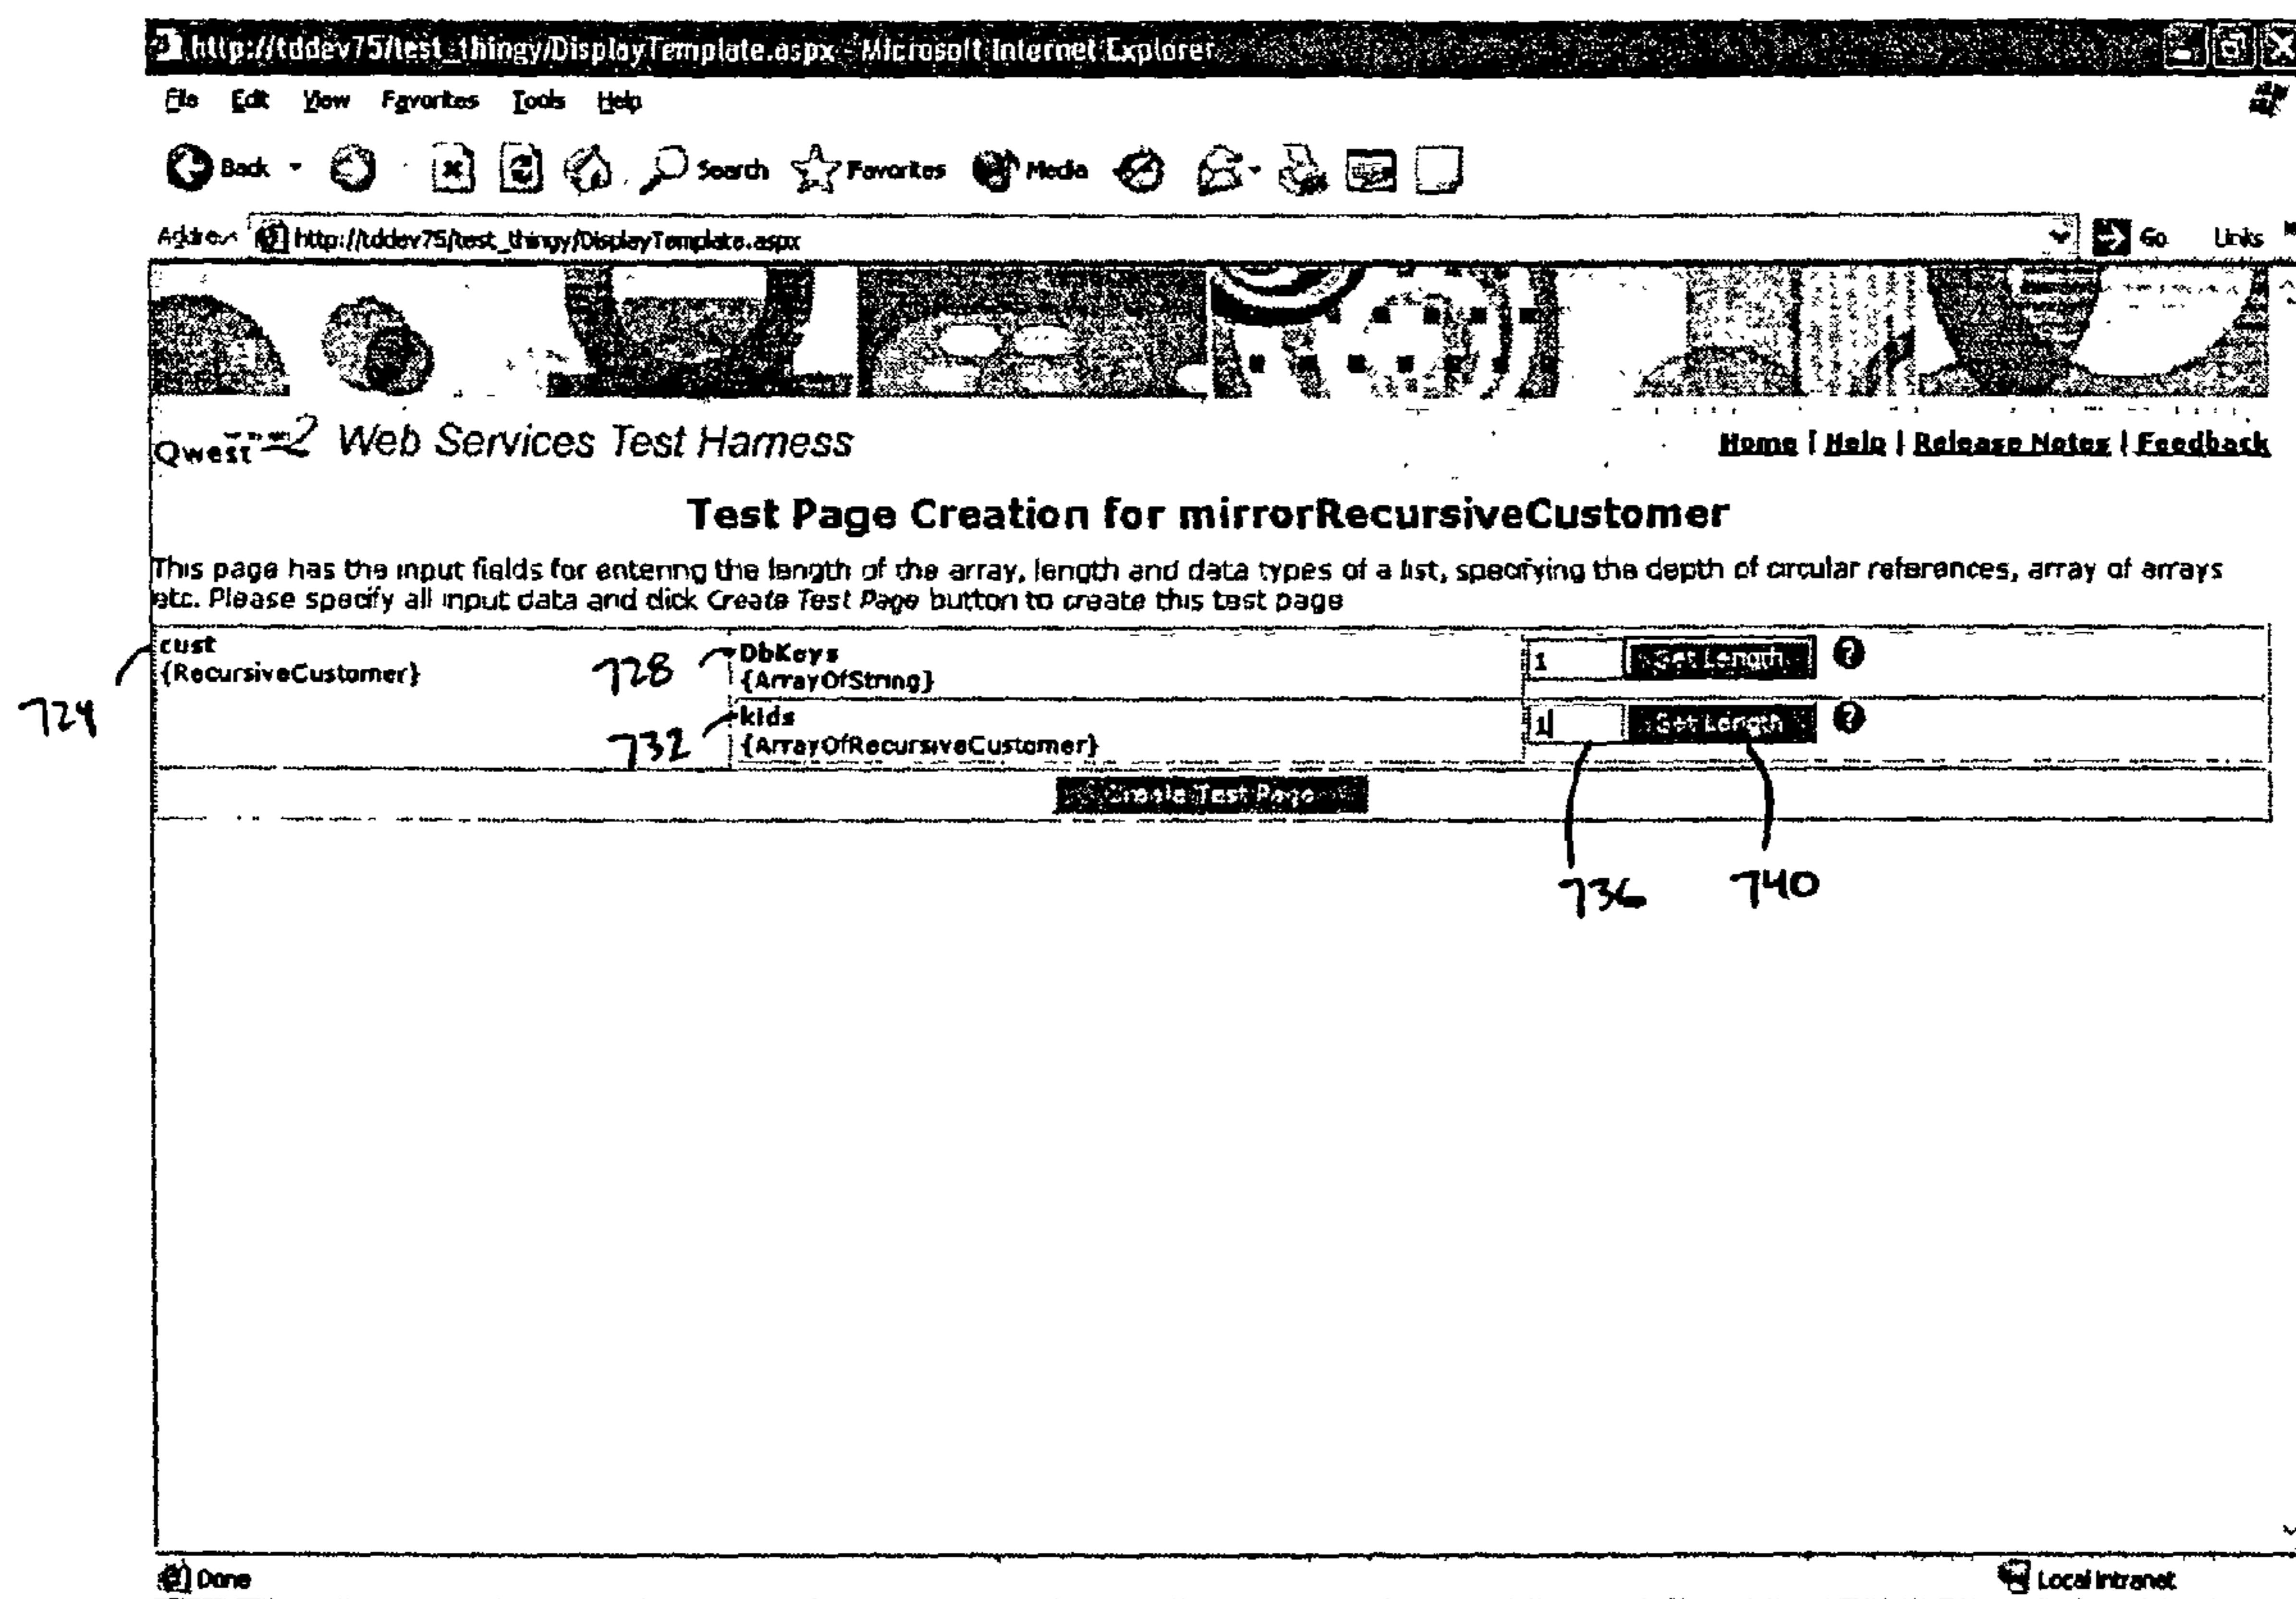 http://tddev75/test_thingy/DisplayTemplate.aspx - Microsoft Internet Explorer
File Edit View Favorites Tools Help
Back Search Favorites Media
Address http://tddev75/test_thingy/DisplayTemplate.aspx Go Links
Qwest Web Services Test Harness Home | Help | Release Notes | Feedback
Test Page Creation for mirrorRecursiveCustomer
This page has the input fields for entering the length of the array, length and data types of a list, specifying the depth of circular references, array of arrays
etc. Please specify all input data and click Create Test Page button to create this test page
cust
{RecursiveCustomer}
724
728
DbKeys
{ArrayOfString}
1 Set Length ?
732
kids
{ArrayOfRecursiveCustomer}
1 Set Length ?
Create Test Page
736 740
Done Local intranet